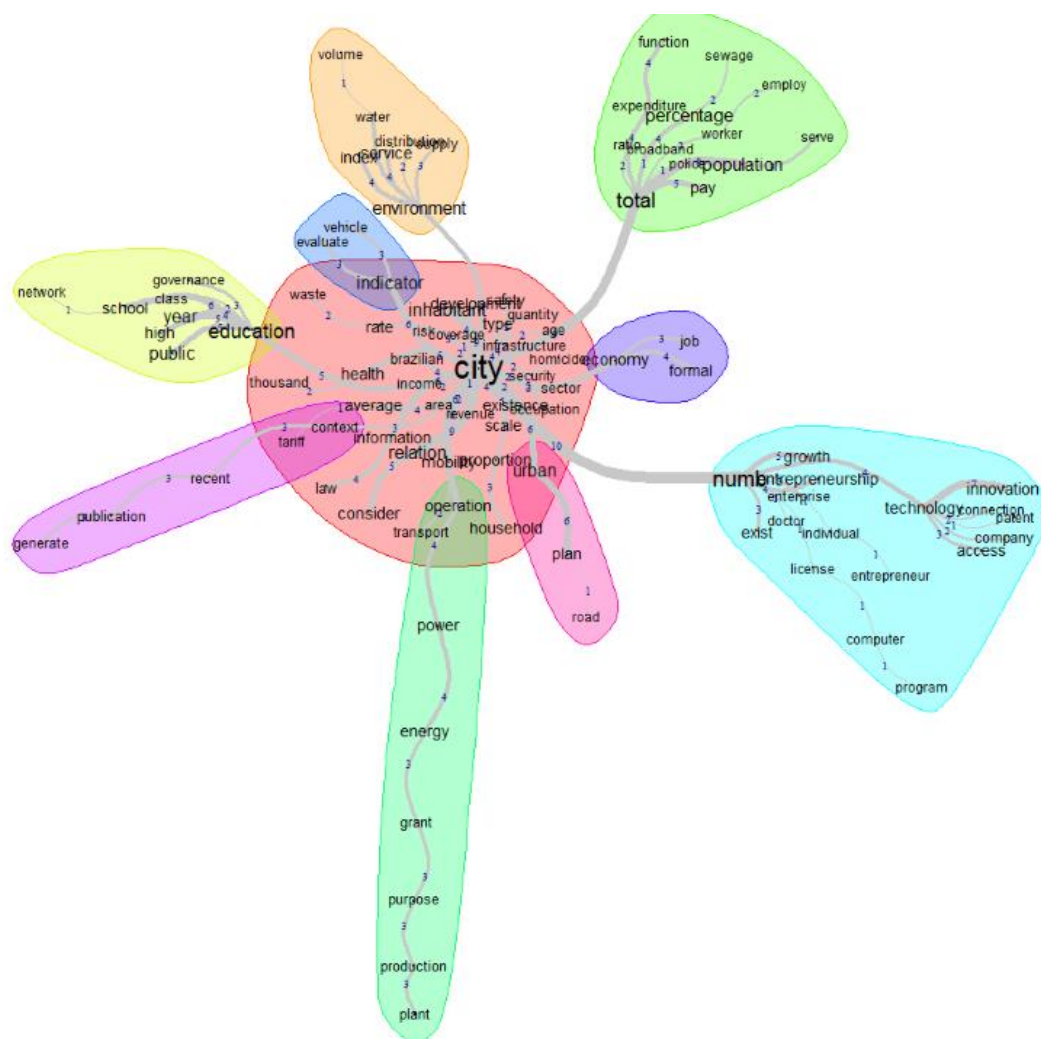 volume
water
distribution
service
supply
index
environment
function
sewage
expenditure
employ
percentage
worker
serve
ratio
broadband
police
population
pay
total
vehicle
evaluate
indicator
governance
network
class
school
year
high
education
public
waste
inhabitant
development
safety
rate
risk
coverage
type
quantity
age
infrastructure
brazilian
city
homicide
economy
job
formal
health
security
sector
thousand
income
average
area
existence
revenue
occupation
context
scale
tariff
information
relation
mobility
proportion
urban
recent
law
publication
consider
operation
household
generate
transport
plan
road
power
energy
grant
purpose
production
plant
growth
numb
entrepreneurship
enterprise
doctor
exist
individual
license
entrepreneur
computer
program
technology
innovation
connection
patent
company
access